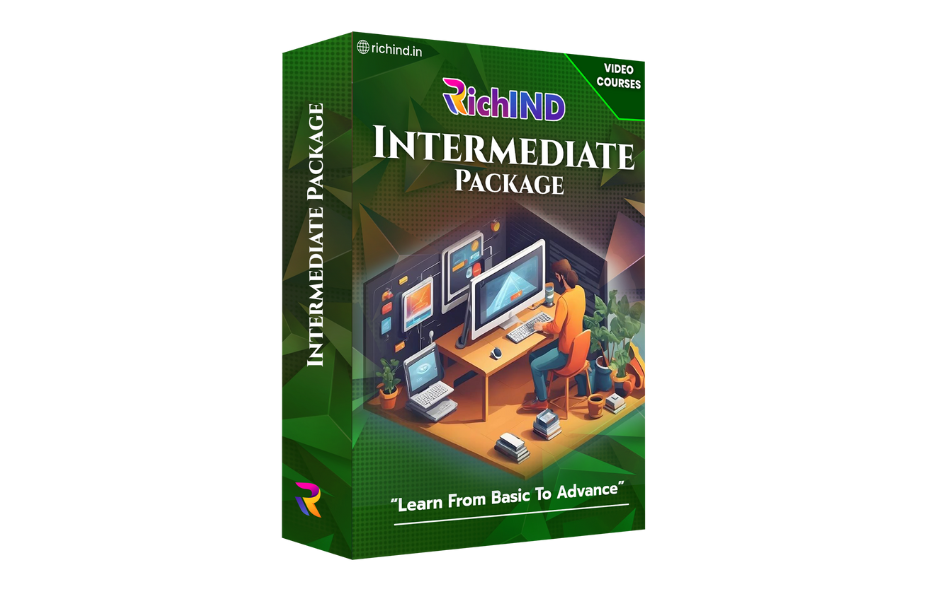 richind.in
VIDEO
COURSES
RichIND
INTERMEDIATE
PACKAGE
INTERMEDIATE PACKAGE
"Learn From Basic To Advance"